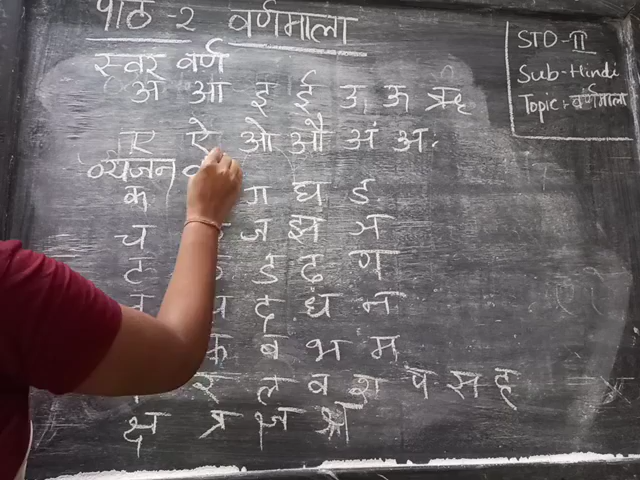 पाठ-2 वर्णमाला
STD-II
Sub-Hindi
Topic:- वर्णमाला
स्वर वर्ण
अ आ इ ई उ ऊ ऋ
ए ऐ ओ औ अं अः
व्यंजन व
क ग घ ङ
च ज झ ञ
ट ड ढ ण
द ध न
फ ब भ म
र ल व श ष स ह
क्ष त्र ज्ञ श्र